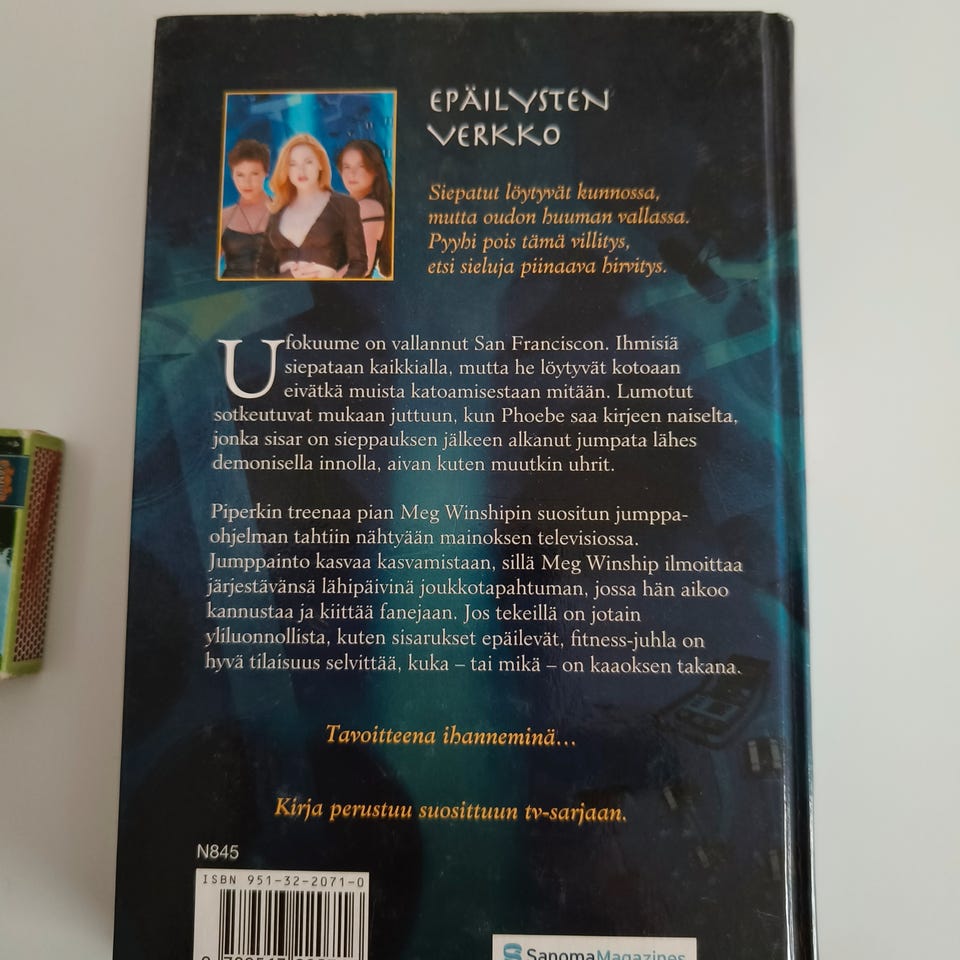 EPÄILYSTEN
VERKKO
Siepatut löytyvät kunnossa,
mutta oudon huuman vallassa.
Pyyhi pois tämä villitys,
etsi sieluja piinaava hirvitys.
Ufokuume on vallannut San Franciscon. Ihmisiä
siepataan kaikkialla, mutta he löytyvät kotoaan
eivätkä muista katoamisestaan mitään. Lumotut
sotkeutuvat mukaan juttuun, kun Phoebe saa kirjeen naiselta,
jonka sisar on sieppauksen jälkeen alkanut jumpata lähes
demonisella innolla, aivan kuten muutkin uhrit.
Piperkin treenaa pian Meg Winshipin suositun jumppa-
ohjelman tahtiin nähtyään mainoksen televisiossa.
Jumppainto kasvaa kasvamistaan, sillä Meg Winship ilmoittaa
järjestävänsä lähipäivinä joukkotapahtuman, jossa hän aikoo
kannustaa ja kiittää fanejaan. Jos tekeillä on jotain
yliluonnollista, kuten sisarukset epäilevät, fitness-juhla on
hyvä tilaisuus selvittää, kuka – tai mikä – on kaaoksen takana.
Tavoitteena ihanneminä...
Kirja perustuu suosittuun tv-sarjaan.
N845
ISBN 951-32-2071-0
SanomaMagazines